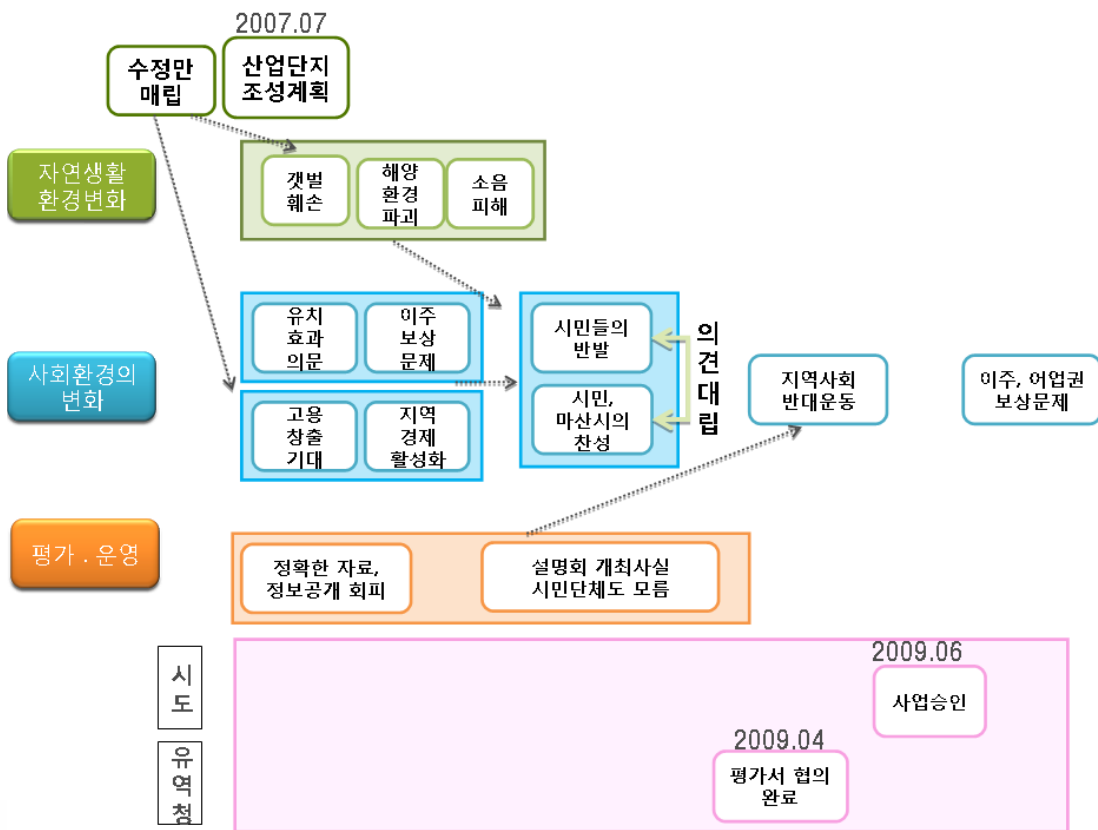 2007.07
수정만
매립
산업단지
조성계획
자연생활
환경변화
갯벌
훼손
해양
환경
파괴
소음
피해
사회환경의
변화
유치
효과
의문
이주
보상
문제
고용
창출
기대
지역
경제
활성화
시민들의
반발
시민,
마산시의
찬성
의
견
대
립
지역사회
반대운동
이주, 어업권
보상문제
평가 . 운영
정확한 자료,
정보공개 회피
설명회 개최사실
시민단체도 모름
시
도
2009.06
사업승인
유
역
청
2009.04
평가서 협의
완료